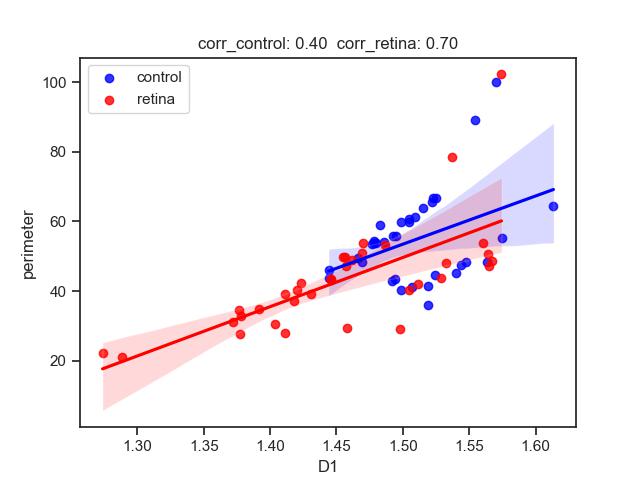 corr_control: 0.40  corr_retina: 0.70
control
retina
100
80
60
40
20
perimeter
1.30 1.35 1.40 1.45 1.50 1.55 1.60
D1